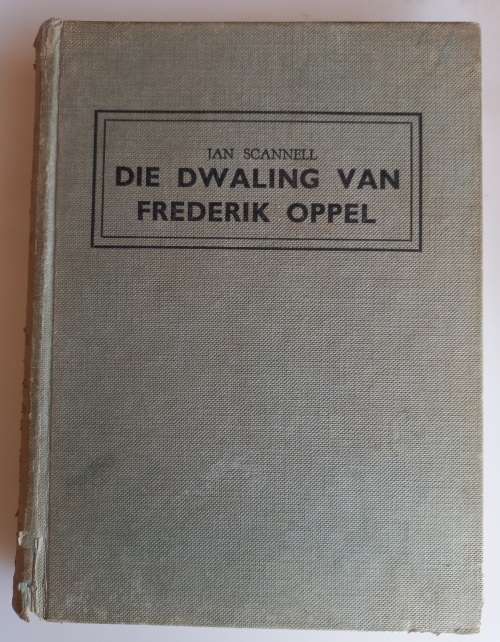 JAN SCANNELL
DIE DWALING VAN
FREDERIK OPPEL